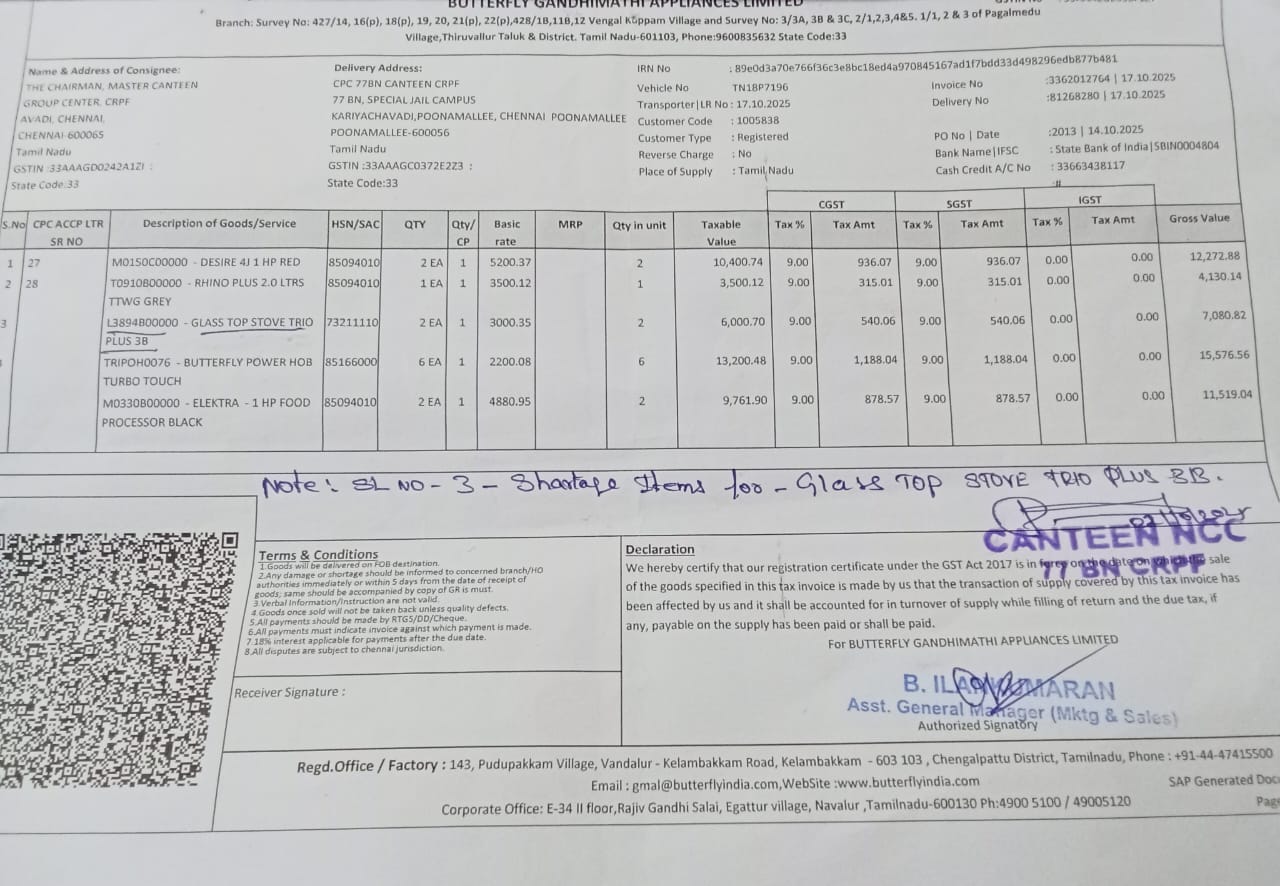 BUTTERFLY GANDHIMATHI APPLIANCES LIMITED
Branch: Survey No: 427/14, 16(p), 18(p), 19, 20, 21(p), 22(p),428/1B,11B,12 Vengal Koppam Village and Survey No: 3/3A, 3B & 3C, 2/1,2,3,4&5. 1/1, 2 & 3 of Pagalmedu
Village,Thiruvallur Taluk & District. Tamil Nadu-601103, Phone:9600835632 State Code:33
Name & Address of Consignee:
THE CHAIRMAN, MASTER CANTEEN
GROUP CENTER, CRPF
AVADI, CHENNAI,
CHENNAI-600065
Tamil Nadu
GSTIN :33AAAGD0242A1ZI :
State Code:33
Delivery Address:
CPC 77BN CANTEEN CRPF
77 BN, SPECIAL JAIL CAMPUS
KARIYACHAVADI,POONAMALLEE, CHENNAI POONAMALLEE
POONAMALLEE-600056
Tamil Nadu
GSTIN :33AAAGC0372E2Z3 :
State Code:33
IRN No : 89e0d3a70e766f36c3e8bc18ed4a970845167ad1f7bdd33d498296edb877b481
Vehicle No TN18P7196
Transporter|LR No : 17.10.2025
Customer Code : 1005838
Customer Type : Registered
Reverse Charge : No
Place of Supply : Tamil Nadu
Invoice No :3362012764 | 17.10.2025
Delivery No :81268280 | 17.10.2025
PO No | Date :2013 | 14.10.2025
Bank Name|IFSC : State Bank of India|SBIN0004804
Cash Credit A/C No : 33663438117
:#
CGST SGST IGST
S.No CPC ACCP LTR SR NO Description of Goods/Service HSN/SAC QTY Qty/CP Basic rate MRP Qty in unit Taxable Value Tax % Tax Amt Tax % Tax Amt Tax % Tax Amt Gross Value
1 27 M0150C00000 - DESIRE 4J 1 HP RED 85094010 2 EA 1 5200.37 2 10,400.74 9.00 936.07 9.00 936.07 0.00 0.00 12,272.88
2 28 T0910B00000 - RHINO PLUS 2.0 LTRS 85094010 1 EA 1 3500.12 1 3,500.12 9.00 315.01 9.00 315.01 0.00 0.00 4,130.14
TTWG GREY
3 L3894B00000 - GLASS TOP STOVE TRIO 73211110 2 EA 1 3000.35 2 6,000.70 9.00 540.06 9.00 540.06 0.00 0.00 7,080.82
PLUS 3B
TRIPOH0076 - BUTTERFLY POWER HOB 85166000 6 EA 1 2200.08 6 13,200.48 9.00 1,188.04 9.00 1,188.04 0.00 0.00 15,576.56
TURBO TOUCH
M0330B00000 - ELEKTRA - 1 HP FOOD 85094010 2 EA 1 4880.95 2 9,761.90 9.00 878.57 9.00 878.57 0.00 0.00 11,519.04
PROCESSOR BLACK
Note: SL NO - 3 - Shortage Items for - Glass TOP STOVE TRIO PLUS 3B.
CANTEEN NCC
77 BN CRPF
Terms & Conditions
1.Goods will be delivered on FOB destination.
2.Any damage or shortage should be informed to concerned branch/HO
authorities immediately or within 5 days from the date of receipt of
goods; same should be accompanied by copy of GR is must.
3.Verbal Information/Instruction are not valid.
4.Goods once sold will not be taken back unless quality defects.
5.All payments should be made by RTGS/DD/Cheque.
6.All payments must indicate invoice against which payment is made.
7.18% interest applicable for payments after the due date.
8.All disputes are subject to chennai jurisdiction.
Receiver Signature :
Declaration
We hereby certify that our registration certificate under the GST Act 2017 is in force on the date on which the sale
of the goods specified in this tax invoice is made by us that the transaction of supply covered by this tax invoice has
been affected by us and it shall be accounted for in turnover of supply while filling of return and the due tax, if
any, payable on the supply has been paid or shall be paid.
For BUTTERFLY GANDHIMATHI APPLIANCES LIMITED
B. ILANKUMARAN
Asst. General Manager (Mktg & Sales)
Authorized Signatory
Regd.Office / Factory : 143, Pudupakkam Village, Vandalur - Kelambakkam Road, Kelambakkam - 603 103 , Chengalpattu District, Tamilnadu, Phone : +91-44-47415500
Email : gmal@butterflyindia.com,WebSite :www.butterflyindia.com
SAP Generated Doc
Corporate Office: E-34 II floor,Rajiv Gandhi Salai, Egattur village, Navalur ,Tamilnadu-600130 Ph:4900 5100 / 49005120
Page